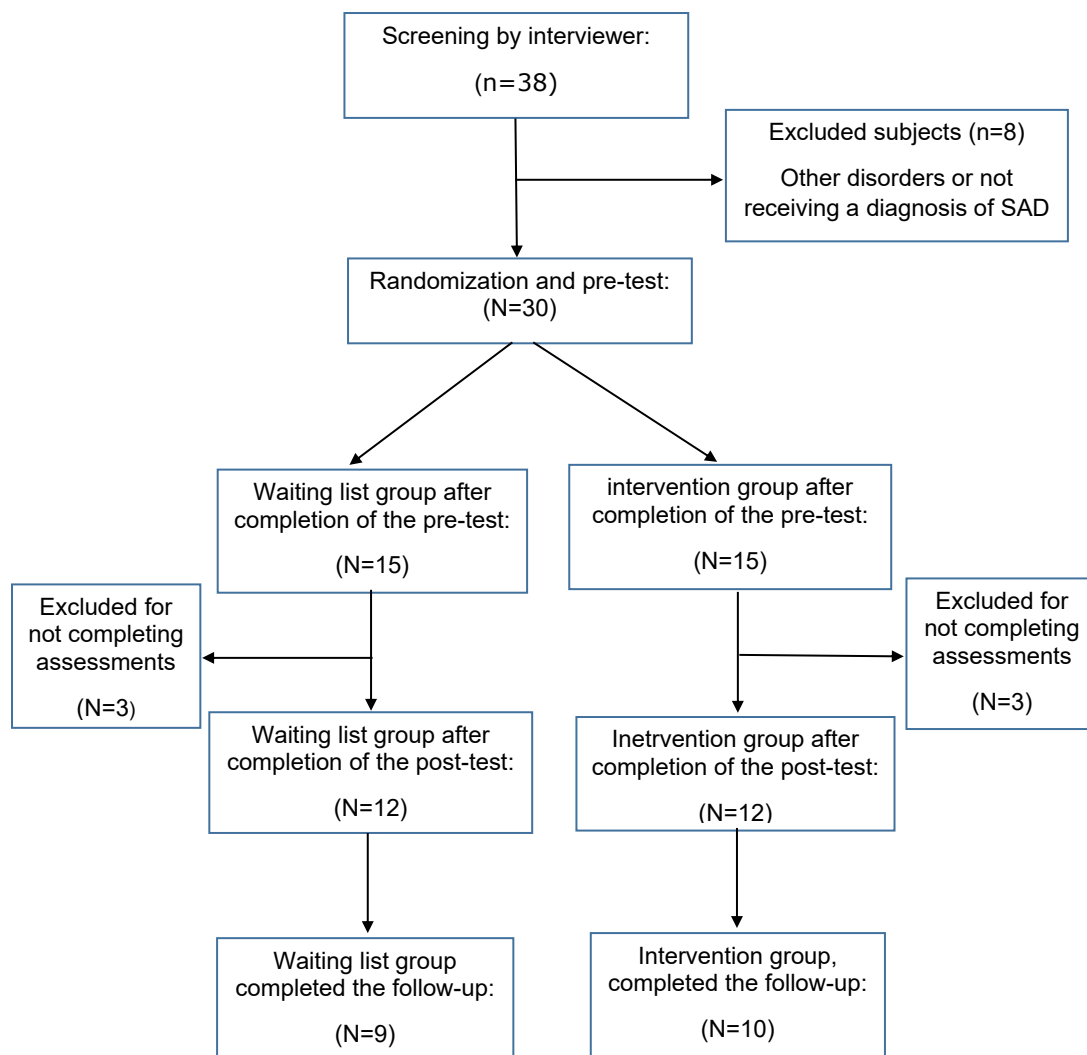 Screening by interviewer:
(n=38)
Excluded subjects (n=8)
Other disorders or not
receiving a diagnosis of SAD
Randomization and pre-test:
(N=30)
Waiting list group after
completion of the pre-test:
(N=15)
intervention group after
completion of the pre-test:
(N=15)
Excluded for
not completing
assessments
(N=3)
Excluded for
not completing
assessments
(N=3)
Waiting list group after
completion of the post-test:
(N=12)
Inetrvention group after
completion of the post-test:
(N=12)
Waiting list group
completed the follow-up:
(N=9)
Intervention group,
completed the follow-up:
(N=10)